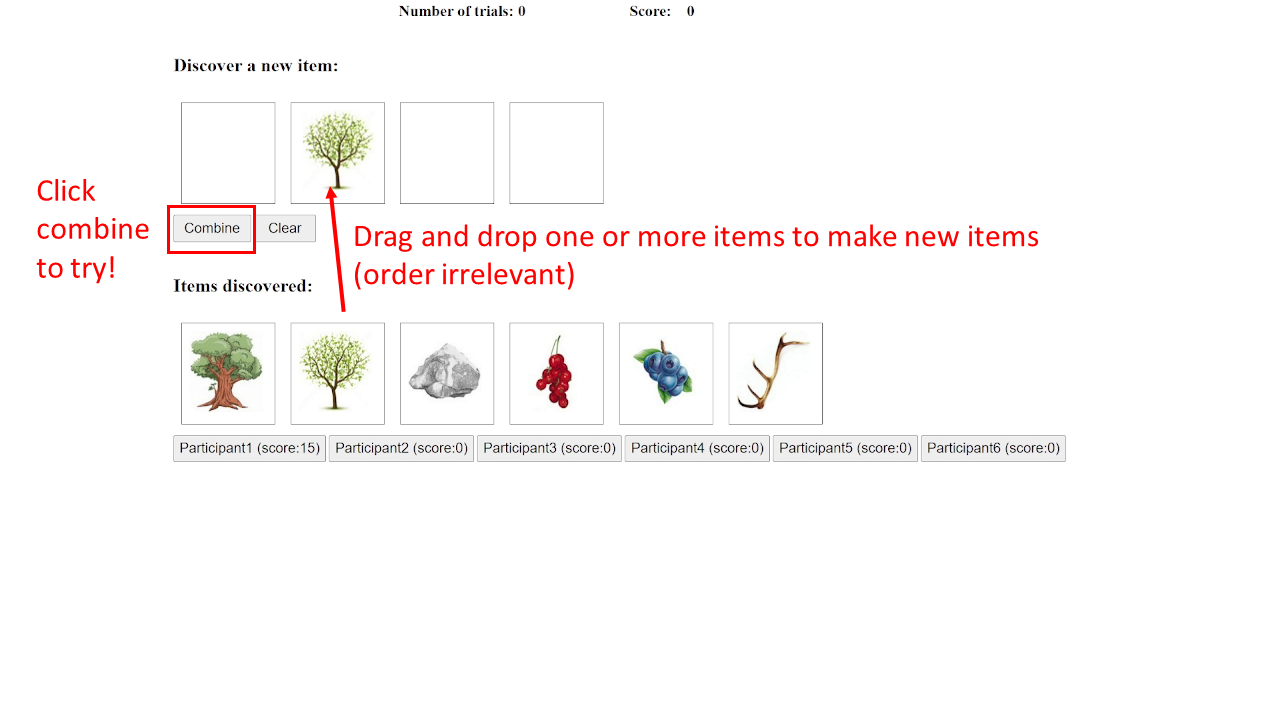 Number of trials: 0 Score: 0
Discover a new item:
Click
combine
to try!
Combine Clear
Drag and drop one or more items to make new items
(order irrelevant)
Items discovered:
Participant1 (score:15) Participant2 (score:0) Participant3 (score:0) Participant4 (score:0) Participant5 (score:0) Participant6 (score:0)